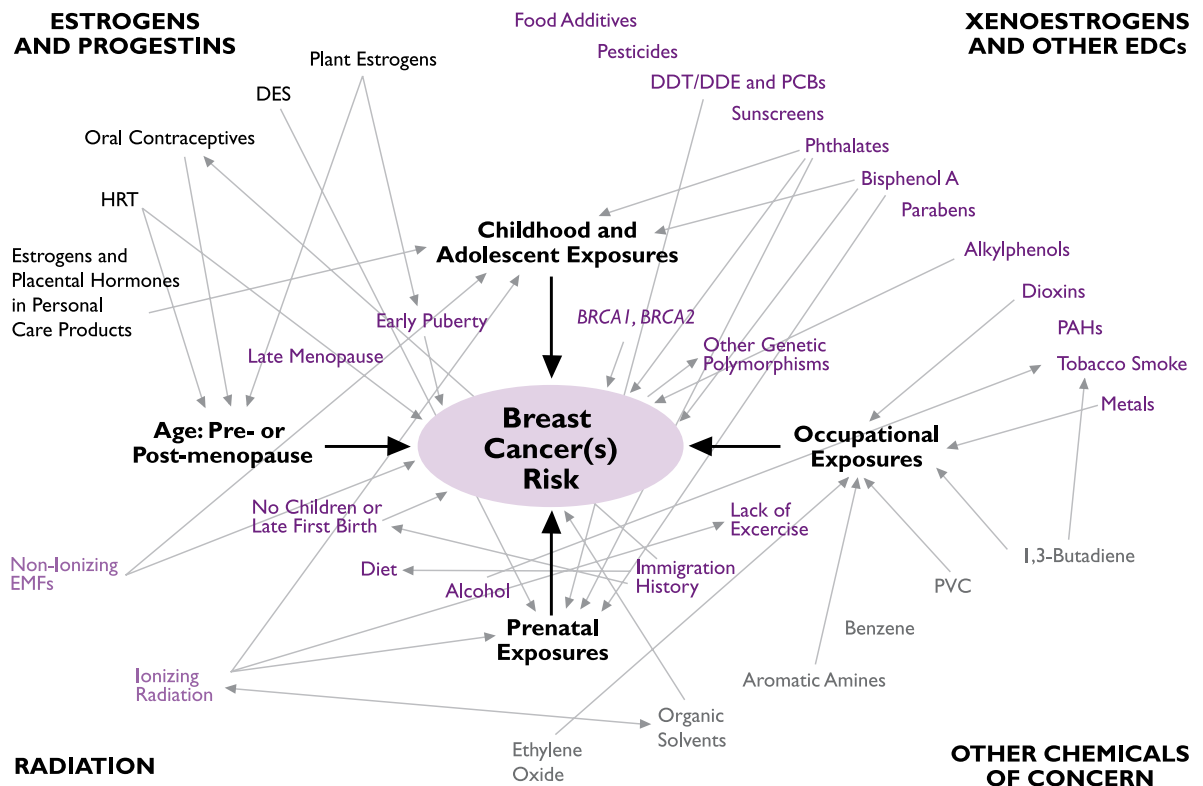 ESTROGENS
AND PROGESTINS
XENOESTROGENS
AND OTHER EDCs
Food Additives
Pesticides
Plant Estrogens
DDT/DDE and PCBs
DES
Sunscreens
Oral Contraceptives
Phthalates
Bisphenol A
HRT
Parabens
Childhood and
Adolescent Exposures
Estrogens and
Placental Hormones
in Personal
Care Products
Alkylphenols
Dioxins
Early Puberty
BRCA1, BRCA2
PAHs
Late Menopause
Other Genetic
Polymorphisms
Tobacco Smoke
Metals
Age: Pre- or
Post-menopause
Breast
Cancer(s)
Risk
Occupational
Exposures
No Children or
Late First Birth
Lack of
Excercise
Non-Ionizing
EMFs
Diet
Alcohol
Immigration
History
1,3-Butadiene
PVC
Prenatal
Exposures
Benzene
Ionizing
Radiation
Aromatic Amines
Organic
Solvents
Ethylene
Oxide
RADIATION
OTHER CHEMICALS
OF CONCERN